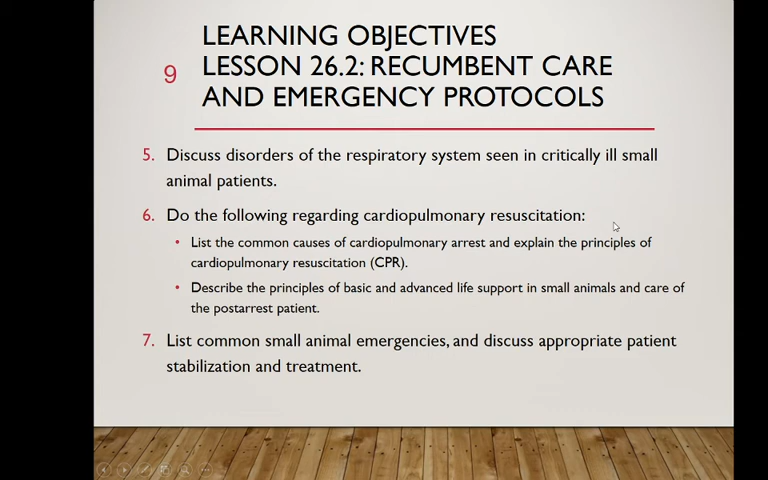 LEARNING OBJECTIVES
9 LESSON 26.2: RECUMBENT CARE
AND EMERGENCY PROTOCOLS
5. Discuss disorders of the respiratory system seen in critically ill small
animal patients.
6. Do the following regarding cardiopulmonary resuscitation:
• List the common causes of cardiopulmonary arrest and explain the principles of
cardiopulmonary resuscitation (CPR).
• Describe the principles of basic and advanced life support in small animals and care of
the postarrest patient.
7. List common small animal emergencies, and discuss appropriate patient
stabilization and treatment.